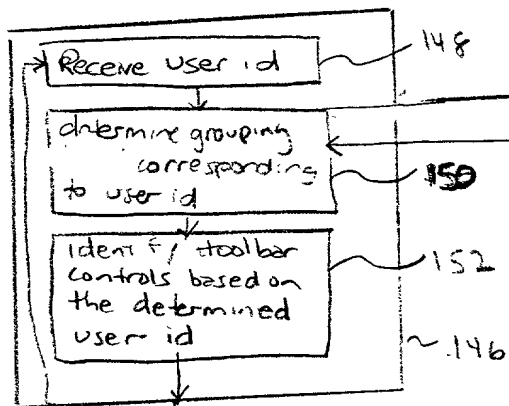 Receive user id
148
determine grouping
corresponding
to user id
150
Identify toolbar
controls based on
the determined
user id
152
146